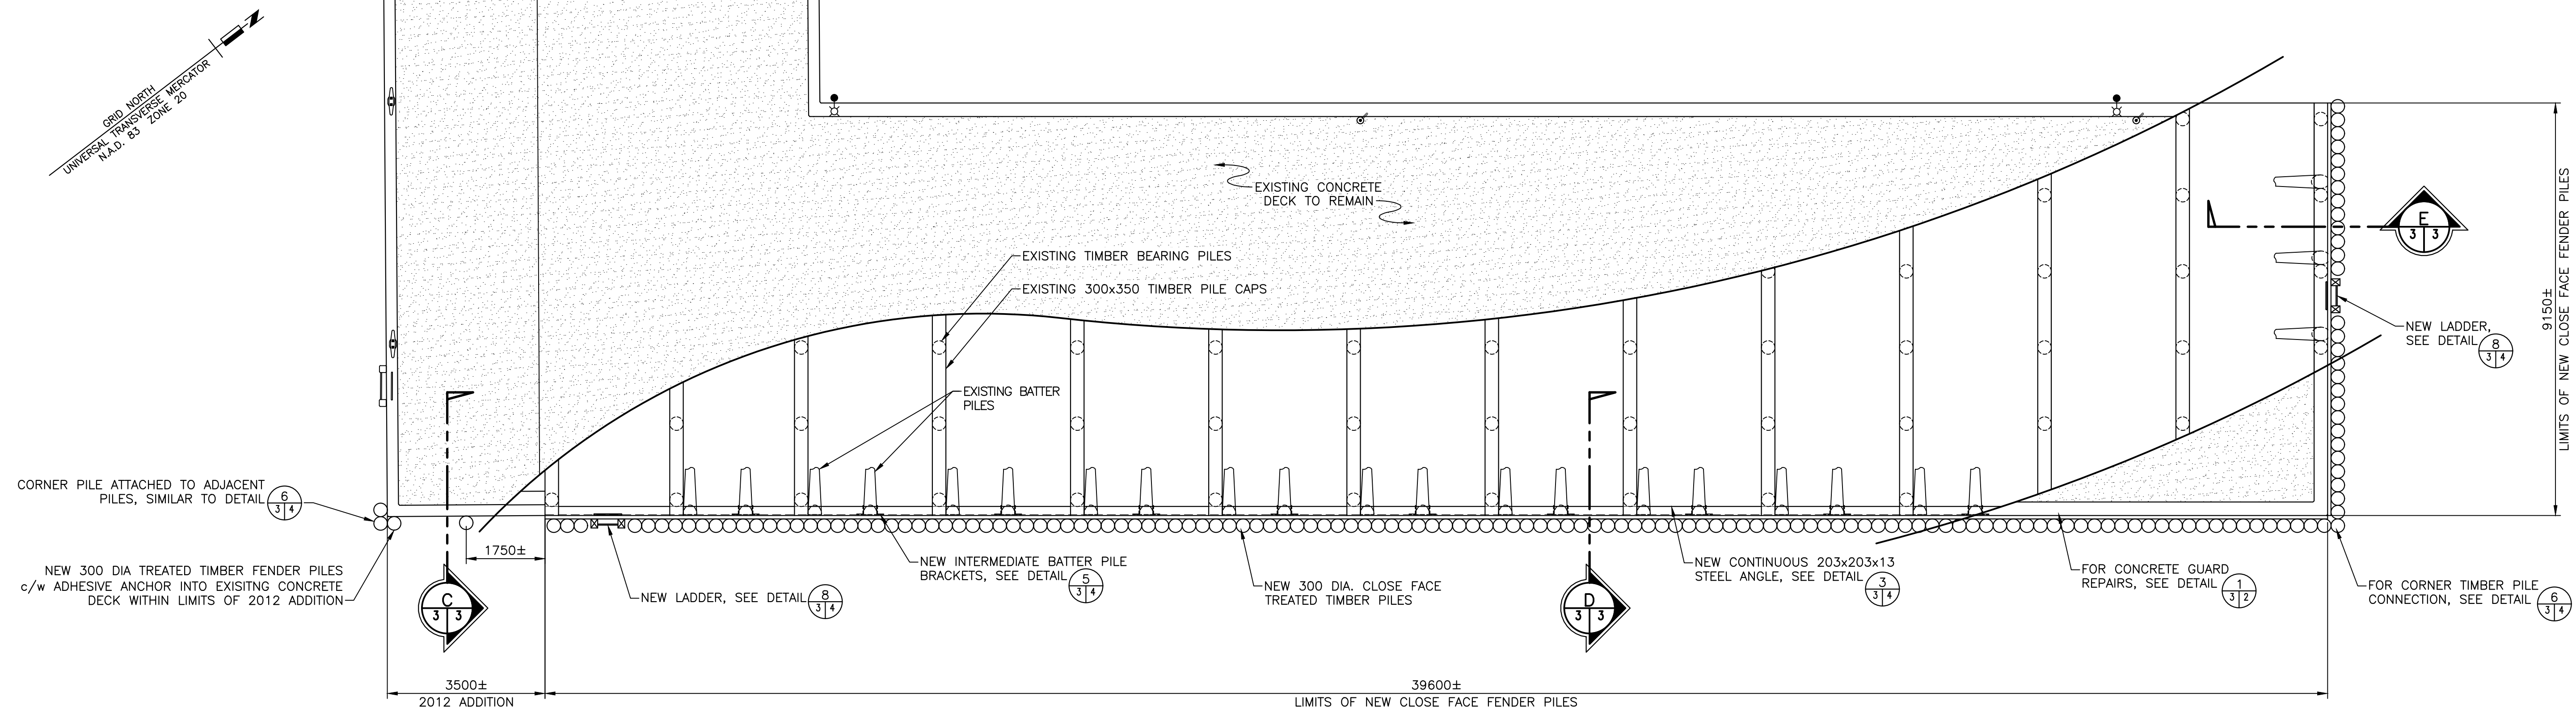 GRID NORTH
UNIVERSAL TRANSVERSE MERCATOR
N.A.D. 83 ZONE 20
EXISTING CONCRETE
DECK TO REMAIN
EXISTING TIMBER BEARING PILES
EXISTING 300x350 TIMBER PILE CAPS
EXISTING BATTER
PILES
E
3 3
9150±
LIMITS OF NEW CLOSE FACE FENDER PILES
NEW LADDER,
SEE DETAIL 8
3 4
CORNER PILE ATTACHED TO ADJACENT
PILES, SIMILAR TO DETAIL 6
3 4
1750±
NEW 300 DIA TREATED TIMBER FENDER PILES
c/w ADHESIVE ANCHOR INTO EXISITNG CONCRETE
DECK WITHIN LIMITS OF 2012 ADDITION
C
3 3
NEW LADDER, SEE DETAIL 8
3 4
NEW INTERMEDIATE BATTER PILE
BRACKETS, SEE DETAIL 5
3 4
NEW 300 DIA. CLOSE FACE
TREATED TIMBER PILES
D
3 3
NEW CONTINUOUS 203x203x13
STEEL ANGLE, SEE DETAIL 3
3 4
FOR CONCRETE GUARD
REPAIRS, SEE DETAIL 1
3 2
FOR CORNER TIMBER PILE
CONNECTION, SEE DETAIL 6
3 4
3500±
2012 ADDITION
39600±
LIMITS OF NEW CLOSE FACE FENDER PILES